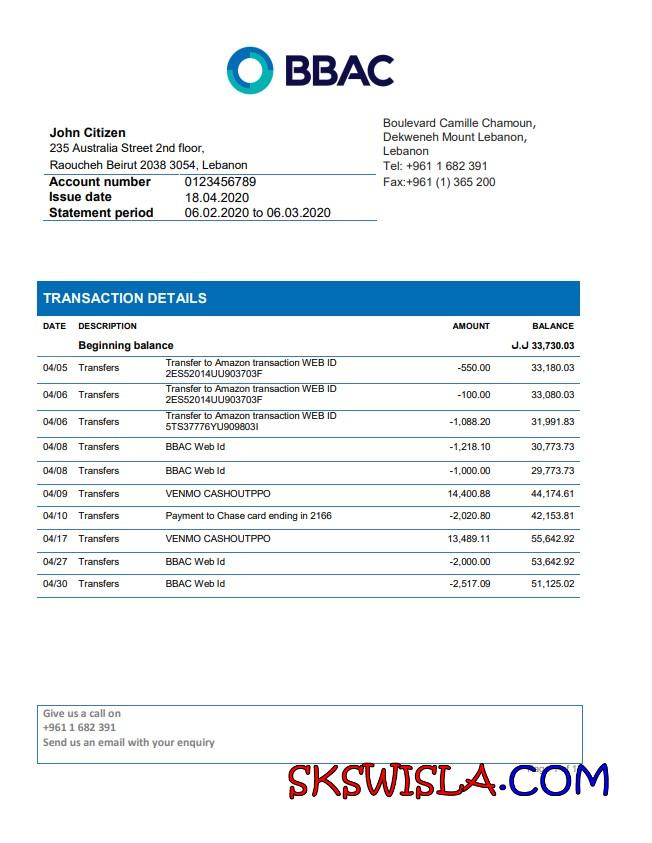 BBAC
John Citizen
235 Australia Street 2nd floor,
Raoucheh Beirut 2038 3054, Lebanon
Account number 0123456789
Issue date 18.04.2020
Statement period 06.02.2020 to 06.03.2020
Boulevard Camille Chamoun,
Dekweneh Mount Lebanon,
Lebanon
Tel: +961 1 682 391
Fax:+961 (1) 365 200
TRANSACTION DETAILS
DATE DESCRIPTION AMOUNT BALANCE
Beginning balance ل.ل 33,730.03
04/05 Transfers Transfer to Amazon transaction WEB ID
2ES52014UU903703F -550.00 33,180.03
04/06 Transfers Transfer to Amazon transaction WEB ID
2ES52014UU903703F -100.00 33,080.03
04/06 Transfers Transfer to Amazon transaction WEB ID
5TS37776YU909803I -1,088.20 31,991.83
04/08 Transfers BBAC Web Id -1,218.10 30,773.73
04/08 Transfers BBAC Web Id -1,000.00 29,773.73
04/09 Transfers VENMO CASHOUTPPO 14,400.88 44,174.61
04/10 Transfers Payment to Chase card ending in 2166 -2,020.80 42,153.81
04/17 Transfers VENMO CASHOUTPPO 13,489.11 55,642.92
04/27 Transfers BBAC Web Id -2,000.00 53,642.92
04/30 Transfers BBAC Web Id -2,517.09 51,125.02
Give us a call on
+961 1 682 391
Send us an email with your enquiry
SKSWISLA.COM